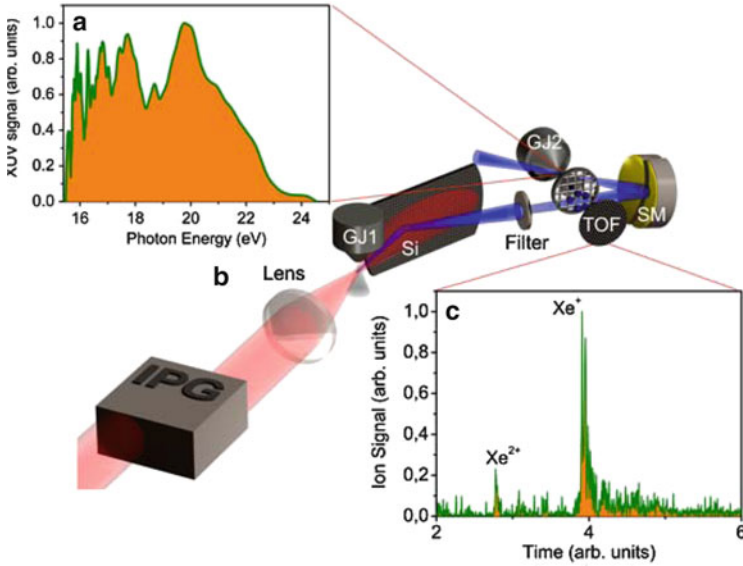 a
XUV signal (arb. units)
1.0
0.8
0.6
0.4
0.2
0.0
16 18 20 22 24
Photon Energy (eV)
GJ2
SM
TOF
Filter
GJ1
Si
b
Lens
IPG
c
Xe+
Xe2+
Ion Signal (arb. units)
1,0
0,8
0,6
0,4
0,2
0,0
2 4 6
Time (arb. units)